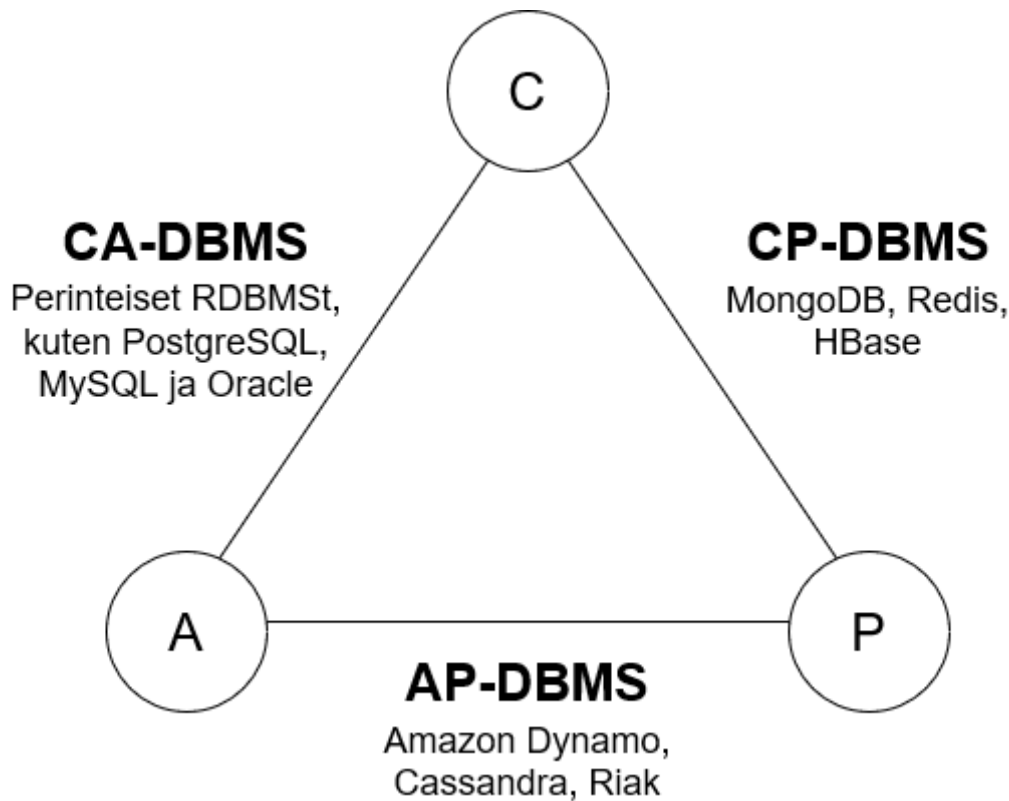 C
CA-DBMS
Perinteiset RDBMSt,
kuten PostgreSQL,
MySQL ja Oracle
CP-DBMS
MongoDB, Redis,
HBase
A
P
AP-DBMS
Amazon Dynamo,
Cassandra, Riak